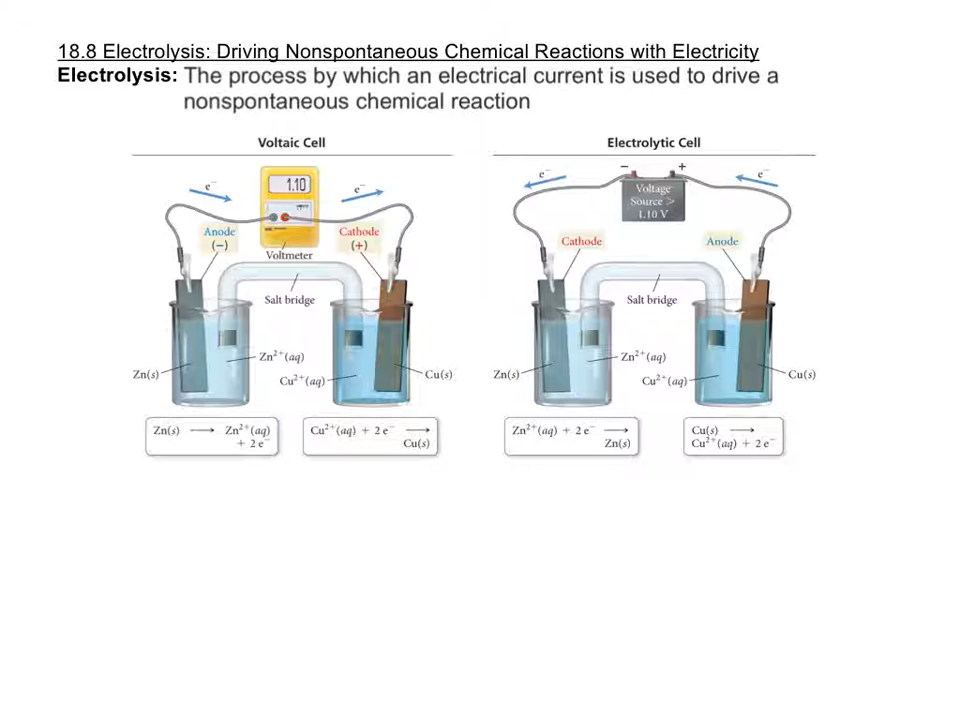 18.8 Electrolysis: Driving Nonspontaneous Chemical Reactions with Electricity
Electrolysis: The process by which an electrical current is used to drive a
nonspontaneous chemical reaction
Voltaic Cell
e⁻
1.10
e⁻
Anode
(−)
Cathode
(+)
Voltmeter
Salt bridge
Zn²⁺(aq)
Zn(s)
Cu²⁺(aq)
Cu(s)
Zn(s) ⟶ Zn²⁺(aq)
+ 2 e⁻
Cu²⁺(aq) + 2 e⁻ ⟶
Cu(s)
Electrolytic Cell
− +
e⁻
Voltage
Source >
1.10 V
e⁻
Cathode
Anode
Salt bridge
Zn²⁺(aq)
Zn(s)
Cu²⁺(aq)
Cu(s)
Zn²⁺(aq) + 2 e⁻ ⟶
Zn(s)
Cu(s) ⟶
Cu²⁺(aq) + 2 e⁻